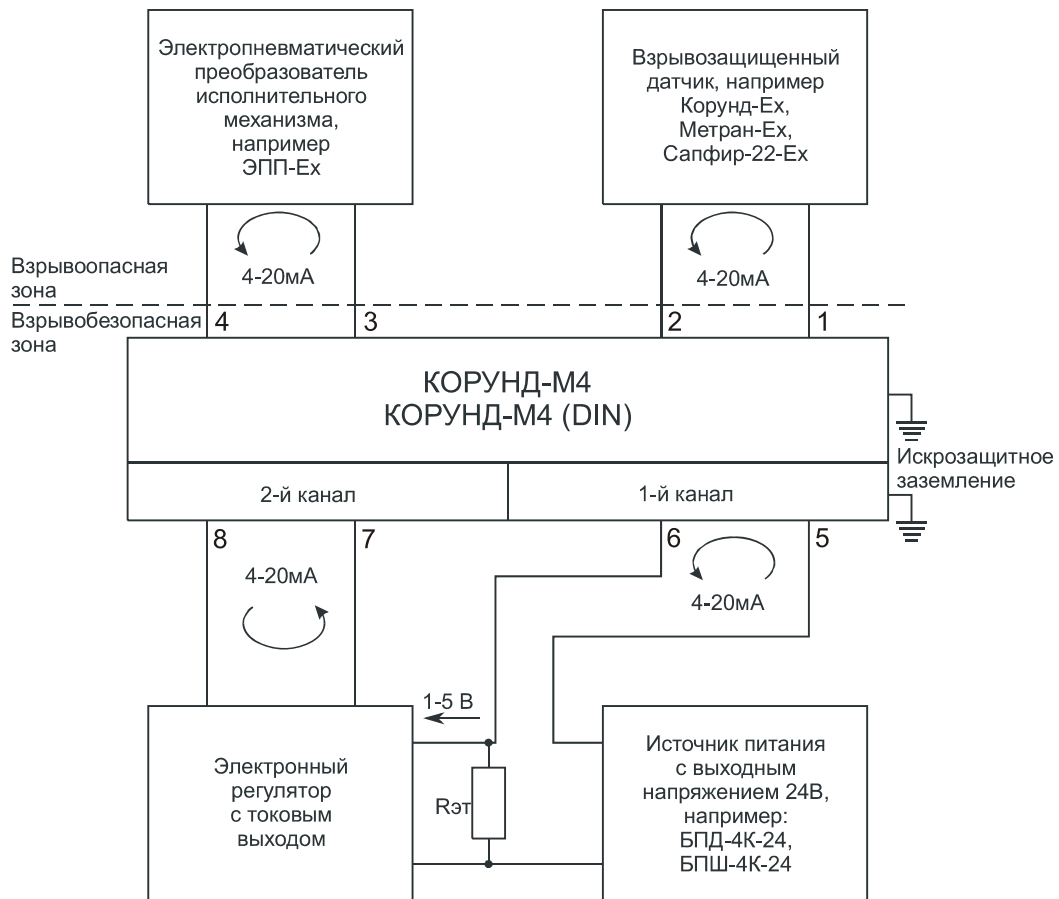 Электропневматический
преобразователь
исполнительного
механизма,
например
ЭПП-Ex
Взрывозащищенный
датчик, например
Корунд-Ex,
Метран-Ex,
Сапфир-22-Ex
4-20мА
4-20мА
Взрывоопасная
зона
Взрывобезопасная
зона
4
3
2
1
КОРУНД-М4
КОРУНД-М4 (DIN)
Искрозащитное
заземление
2-й канал
1-й канал
8
7
6
5
4-20мА
4-20мА
1-5 В
Электронный
регулятор
с токовым
выходом
Rэт
Источник питания
с выходным
напряжением 24В,
например:
БПД-4К-24,
БПШ-4К-24